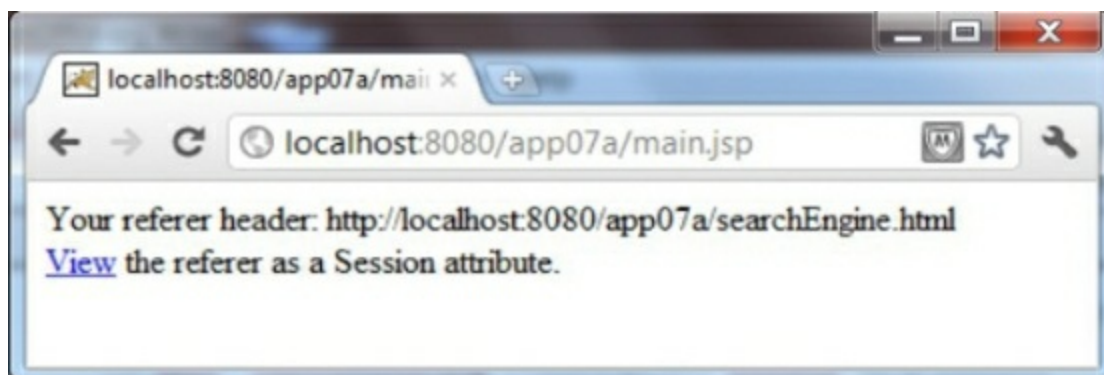 localhost:8080/app07a/mai
localhost:8080/app07a/main.jsp
Your referer header: http://localhost:8080/app07a/searchEngine.html
View the referer as a Session attribute.